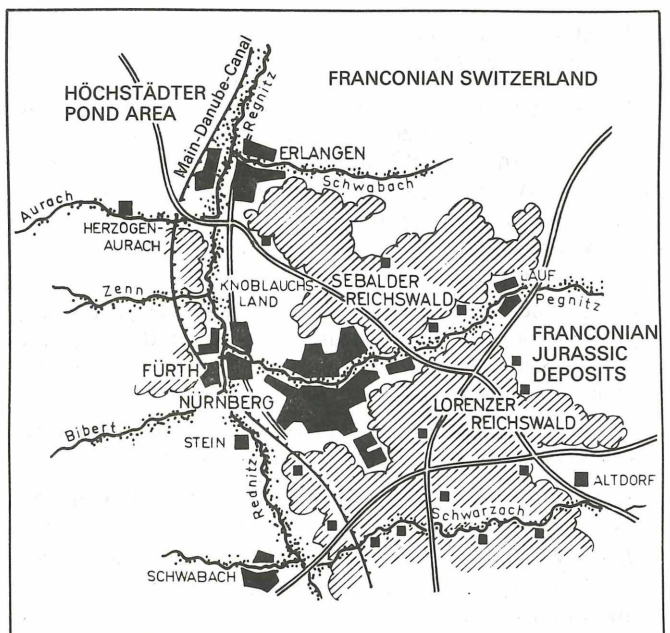 FRANCONIAN SWITZERLAND
HÖCHSTÄDTER
POND AREA
Main-Danube-Canal
Regnitz
ERLANGEN
Schwabach
Aurach
HERZOGEN-
AURACH
Zenn
KNOBLAUCHS-
LAND
SEBALDER
REICHSWALD
LAUF
Pegnitz
FRANCONIAN
JURASSIC
DEPOSITS
FÜRTH
NÜRNBERG
LORENZER
REICHSWALD
Bibert
STEIN
Rednitz
ALTDORF
Schwarzach
SCHWABACH